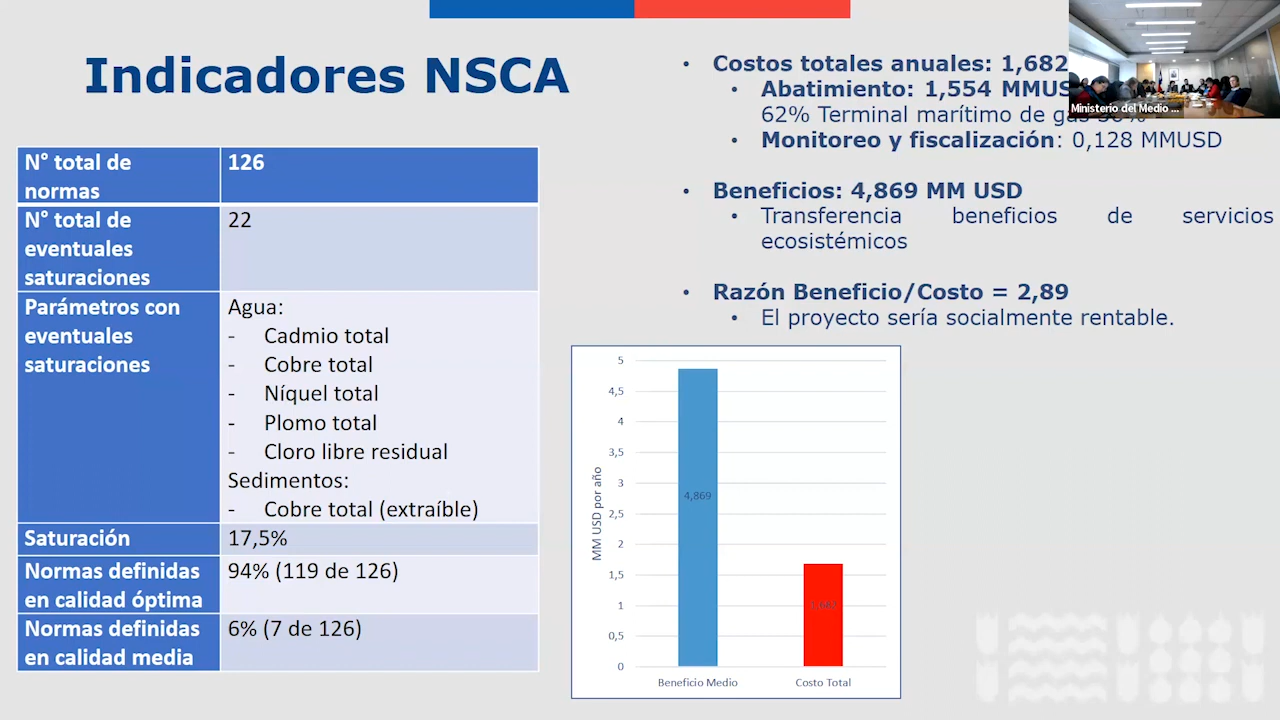 Indicadores NSCA
N° total de
normas
126
N° total de
eventuales
saturaciones
22
Parámetros con
eventuales
saturaciones
Agua:
- Cadmio total
- Cobre total
- Níquel total
- Plomo total
- Cloro libre residual
Sedimentos:
- Cobre total (extraíble)
Saturación
17,5%
Normas definidas
en calidad óptima
94% (119 de 126)
Normas definidas
en calidad media
6% (7 de 126)
• Costos totales anuales: 1,682
• Abatimiento: 1,554
62% Terminal marítimo de
• Monitoreo y fiscalización: 0,128 MMUSD
• Beneficios: 4,869 MM USD
• Transferencia beneficios de servicios
ecosistémicos
• Razón Beneficio/Costo = 2,89
• El proyecto sería socialmente rentable.
MM USD por año
5
4,5
4
3,5
3
2,5
2
1,5
1
0,5
0
4,869
1,682
Beneficio Medio
Costo Total
Ministerio del Medio ...